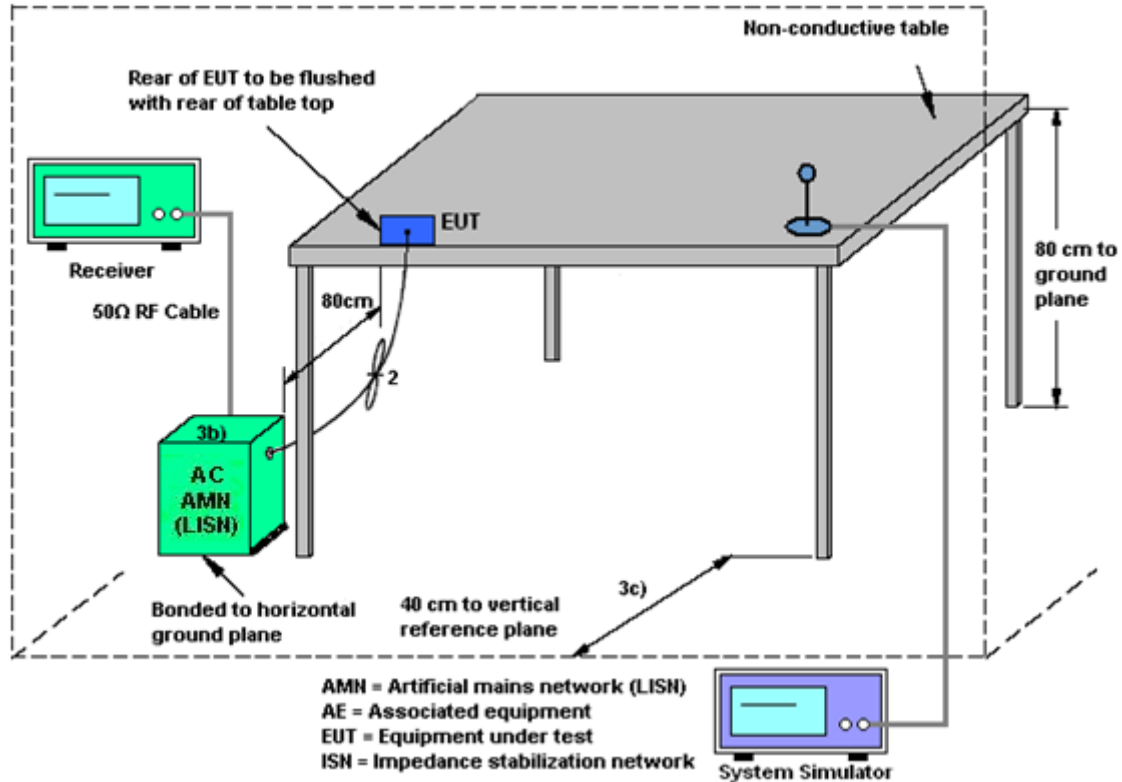 Non-conductive table
Rear of EUT to be flushed
with rear of table top
EUT
Receiver
80cm
80 cm to
ground
plane
50Ω RF Cable
2
3b)
AC
AMN
(LISN)
3c)
Bonded to horizontal
ground plane
40 cm to vertical
reference plane
AMN = Artificial mains network (LISN)
AE = Associated equipment
EUT = Equipment under test
ISN = Impedance stabilization network
System Simulator